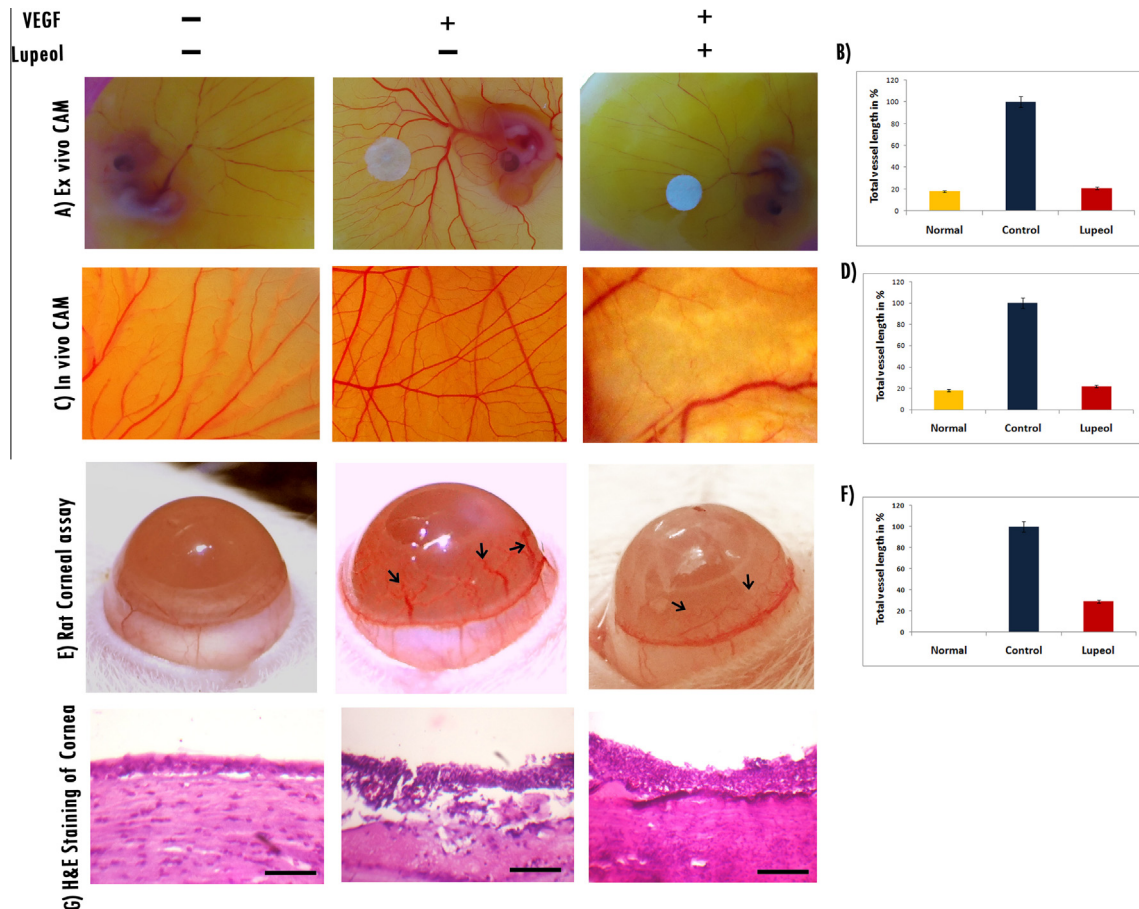 VEGF − + +
Lupeol − − +
A) Ex vivo CAM
B)
Total vessel length in %
120
100
80
60
40
20
0
Normal Control Lupeol
C) In vivo CAM
D)
Total vessel length in %
120
100
80
60
40
20
0
Normal Control Lupeol
E) Rat Corneal assay
F)
Total vessel length in %
120
100
80
60
40
20
0
Normal Control Lupeol
G) H&E Staining of Cornea